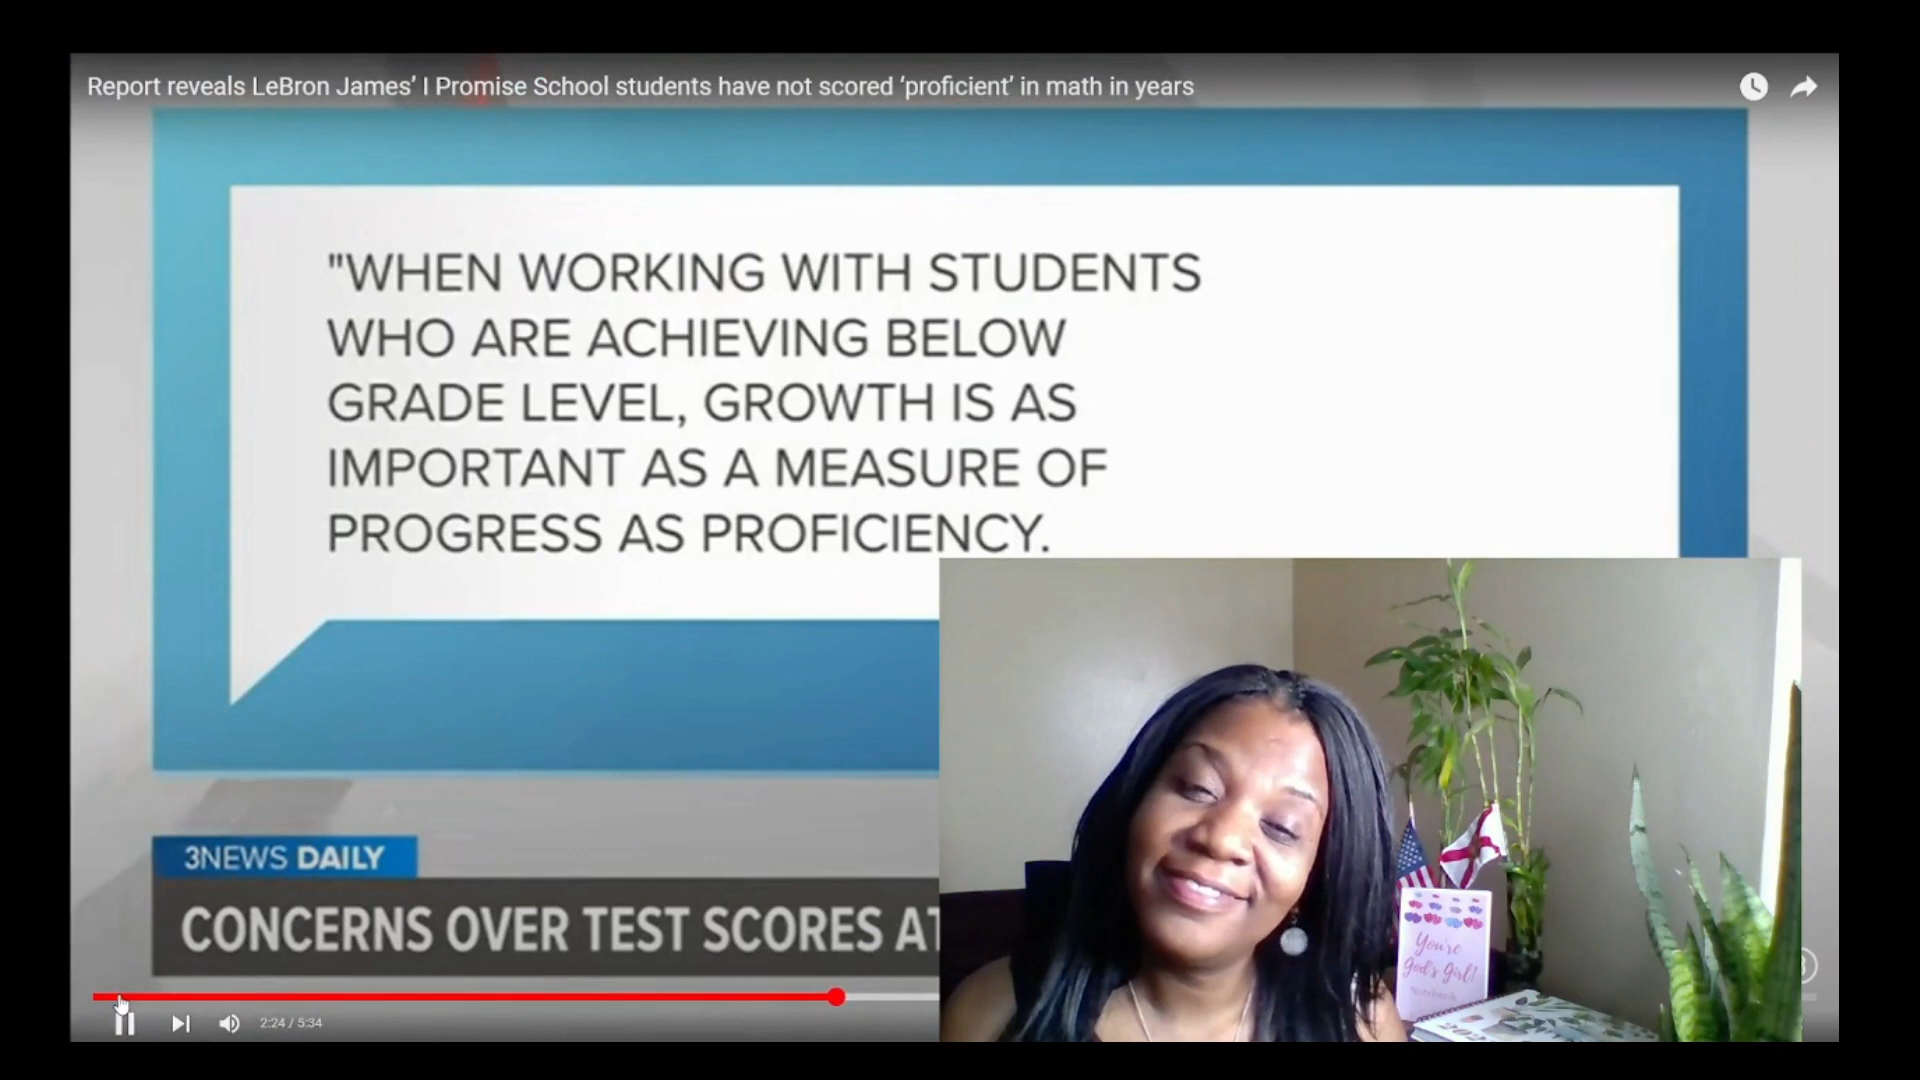 Report reveals LeBron James’ I Promise School students have not scored ‘proficient’ in math in years
"WHEN WORKING WITH STUDENTS
WHO ARE ACHIEVING BELOW
GRADE LEVEL, GROWTH IS AS
IMPORTANT AS A MEASURE OF
PROGRESS AS PROFICIENCY.
3NEWS DAILY
CONCERNS OVER TEST SCORES AT
You're
God's Girl!
Notebook
2:24 / 5:34